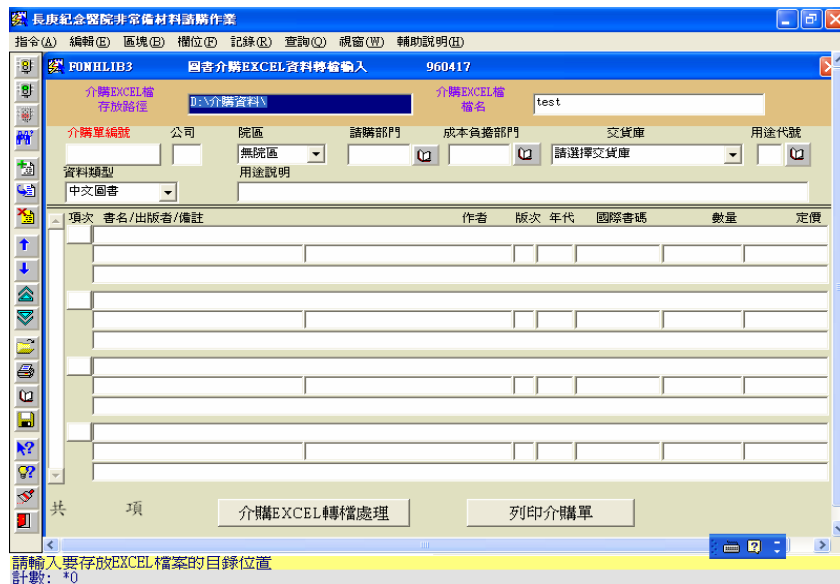 長庚紀念醫院非常備材料請購作業
指令(A) 編輯(E) 區塊(B) 欄位(F) 記錄(R) 查詢(Q) 視窗(W) 輔助說明(H)
F0NHLIB3 圖書介購EXCEL資料轉檔輸入 960417
介購EXCEL檔 存放路徑 D:\介購資料\ 介購EXCEL檔 檔名 test
介購單編號 公司 院區 請購部門 成本負擔部門 交貨庫 用途代號
無院區 請選擇交貨庫
資料類型 用途說明
中文圖書
項次 書名/出版者/備註 作者 版次 年代 國際書碼 數量 定價
共 項 介購EXCEL轉檔處理 列印介購單
請輸入要存放EXCEL檔案的目錄位置
計數: *0